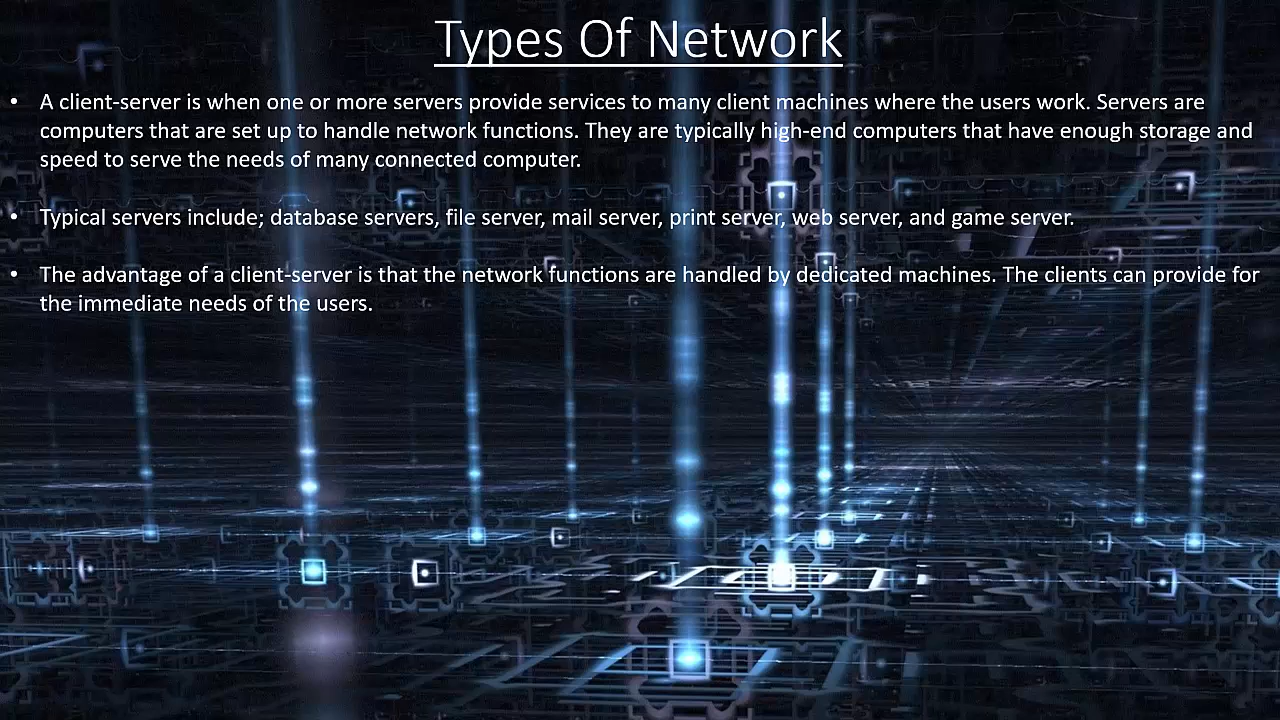 Types Of Network
• A client-server is when one or more servers provide services to many client machines where the users work. Servers are
computers that are set up to handle network functions. They are typically high-end computers that have enough storage and
speed to serve the needs of many connected computer.
• Typical servers include; database servers, file server, mail server, print server, web server, and game server.
• The advantage of a client-server is that the network functions are handled by dedicated machines. The clients can provide for
the immediate needs of the users.